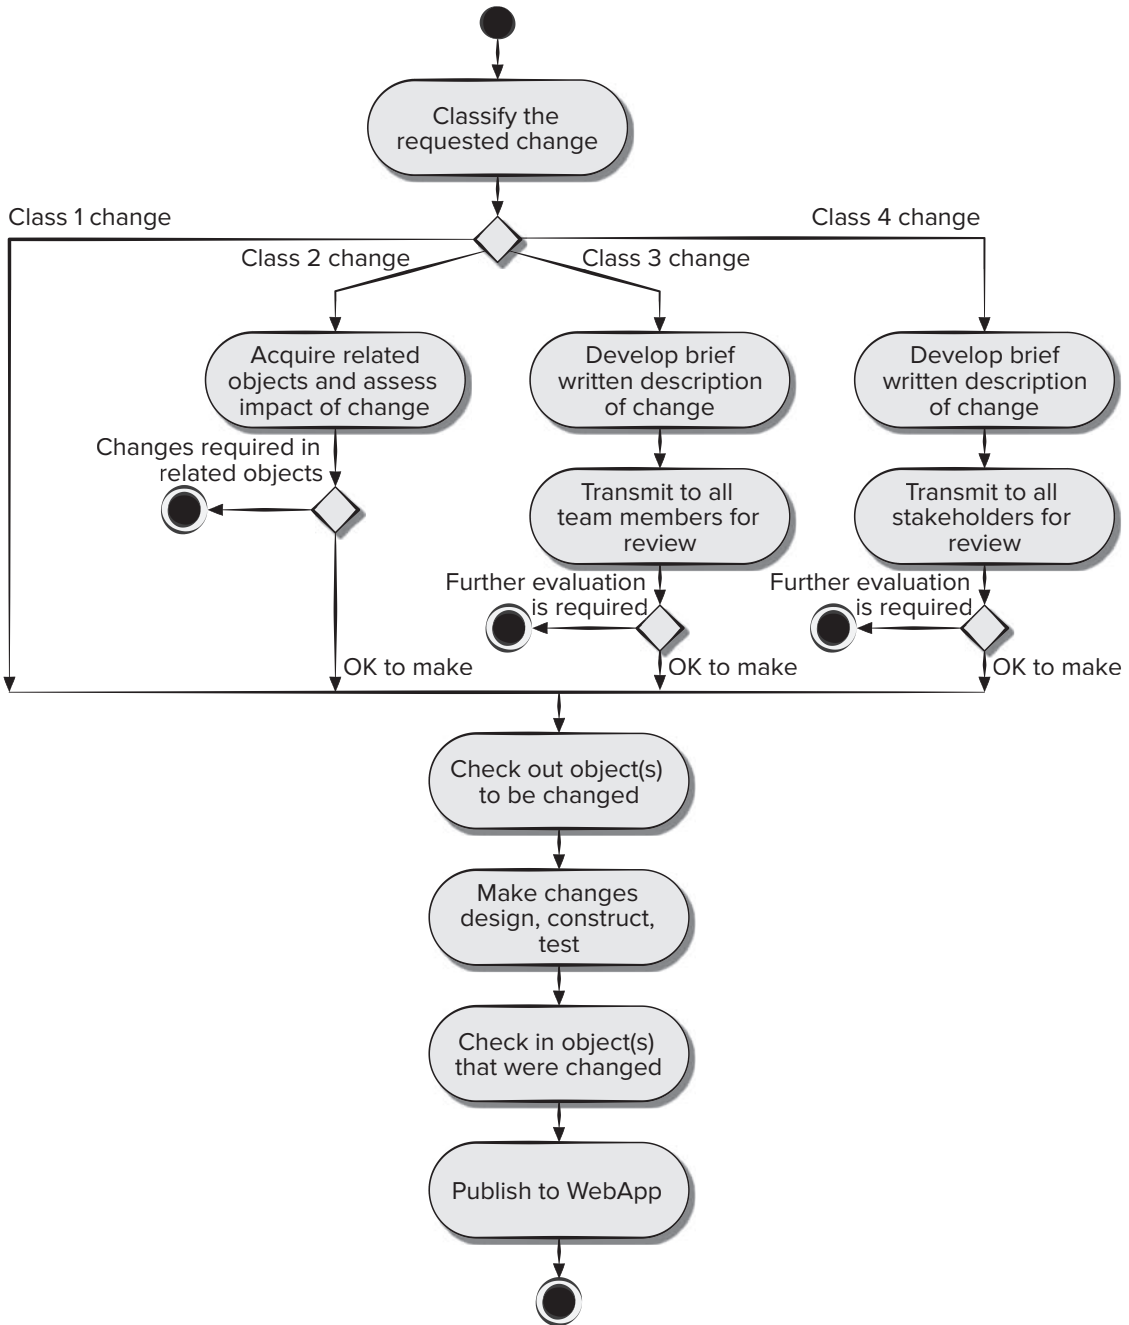 Classify the
requested change
Class 1 change
Class 4 change
Class 2 change
Class 3 change
Acquire related
objects and assess
impact of change
Develop brief
written description
of change
Develop brief
written description
of change
Changes required in
related objects
Transmit to all
team members for
review
Transmit to all
stakeholders for
review
Further evaluation
is required
Further evaluation
is required
OK to make
OK to make
OK to make
Check out object(s)
to be changed
Make changes
design, construct,
test
Check in object(s)
that were changed
Publish to WebApp